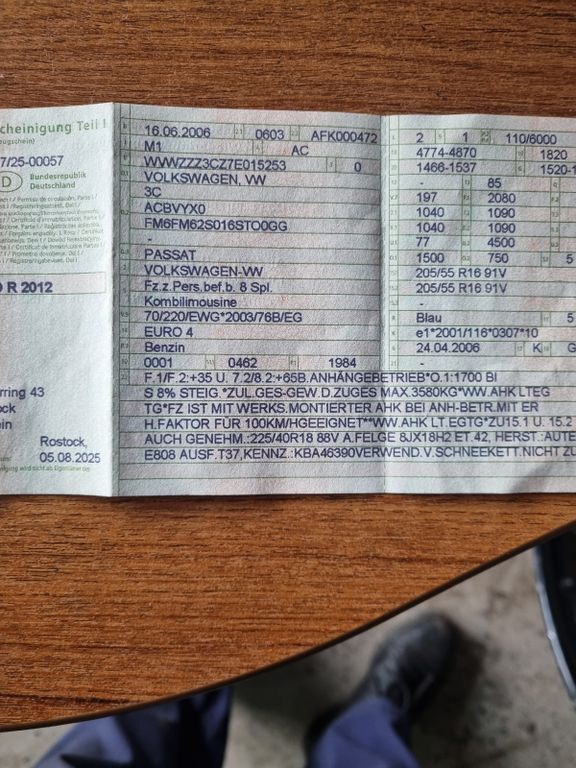 cheinigung Teil I
7/25-00057
D Bundesrepublik
Deutschland
R 2012
rring 43
ock
ein
Rostock,
05.08.2025
16.06.2006 0603 AFK000472
M1 AC
WVWZZZ3CZ7E015253 0
VOLKSWAGEN, VW
3C
ACBVYX0
FM6FM62S016STO0GG
-
PASSAT
VOLKSWAGEN-VW
Fz.z.Pers.bef.b. 8 Spl.
Kombilimousine
70/220/EWG*2003/76B/EG
EURO 4
Benzin
0001 0462 1984
2 1 110/6000
4774-4870 1820
1466-1537 1520-1
- 85
197 2080
1040 1090
1040 1090
77 4500
1500 750 5
205/55 R16 91V
205/55 R16 91V
-
Blau 5
e1*2001/116*0307*10
24.04.2006 K G
-
F.1/F.2:+35 U. 7.2/8.2:+65B.ANHÄNGEBETRIEB*O.1:1700 BI
S 8% STEIG.*ZUL.GES-GEW.D.ZUGES MAX.3580KG*WW.AHK LTEG
TG*FZ IST MIT WERKS.MONTIERTER AHK BEI ANH-BETR.MIT ER
H.FAKTOR FÜR 100KM/HGEEIGNET**WW.AHK LT.EGTG*ZU15.1 U. 15.2
AUCH GENEHM.:225/40R18 88V A.FELGE 8JX18H2 ET.42, HERST.:AUTE
E808 AUSF.T37,KENNZ.:KBA46390VERWEND.V.SCHNEEKETT.NICHT ZU